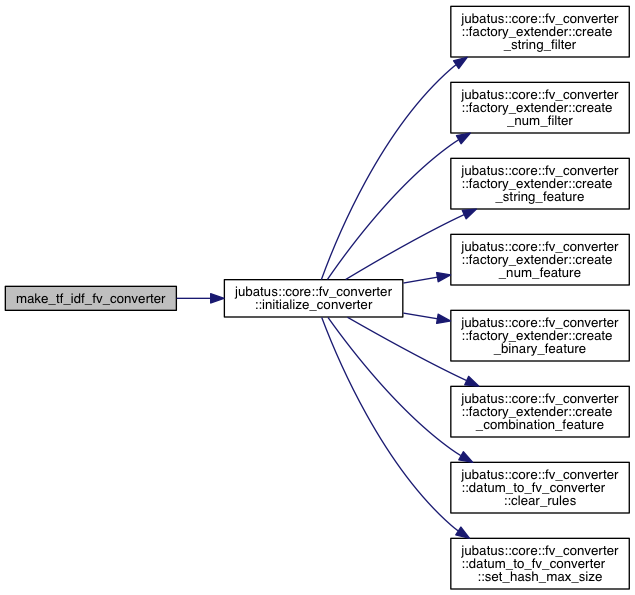 make_tf_idf_fv_converter
jubatus::core::fv_converter
::initialize_converter
jubatus::core::fv_converter
::factory_extender::create
_string_filter
jubatus::core::fv_converter
::factory_extender::create
_num_filter
jubatus::core::fv_converter
::factory_extender::create
_string_feature
jubatus::core::fv_converter
::factory_extender::create
_num_feature
jubatus::core::fv_converter
::factory_extender::create
_binary_feature
jubatus::core::fv_converter
::factory_extender::create
_combination_feature
jubatus::core::fv_converter
::datum_to_fv_converter
::clear_rules
jubatus::core::fv_converter
::datum_to_fv_converter
::set_hash_max_size